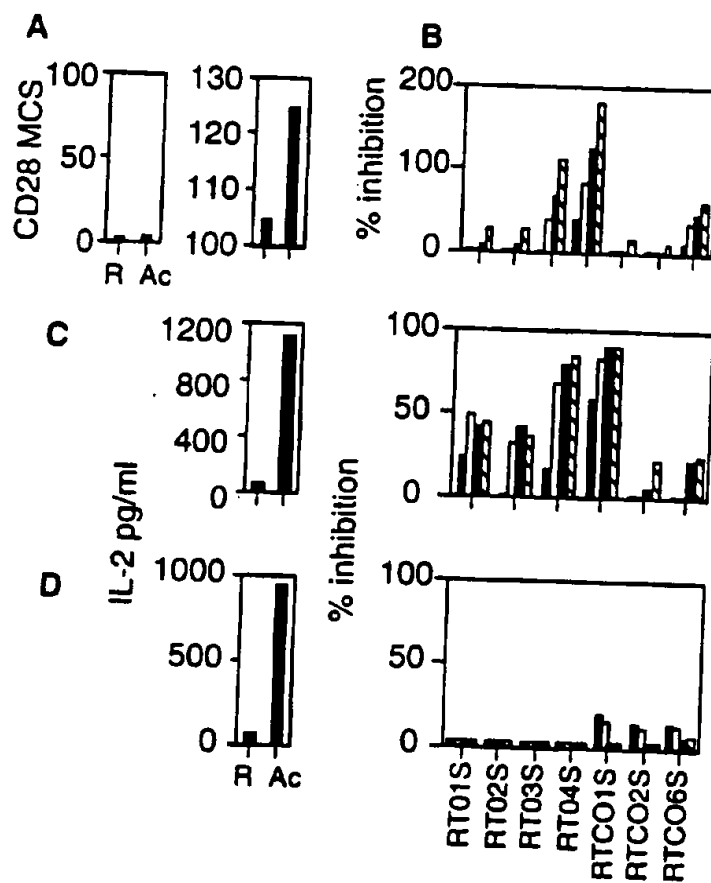 A
B
CD28 MCS
100
50
0
R Ac
130
120
110
100
% inhibition
200
100
0
C
IL-2 pg/ml
1200
800
400
0
% inhibition
100
50
0
D
1000
500
0
R Ac
100
50
0
RT01S
RT02S
RT03S
RT04S
RTCO1S
RTCO2S
RTCO6S